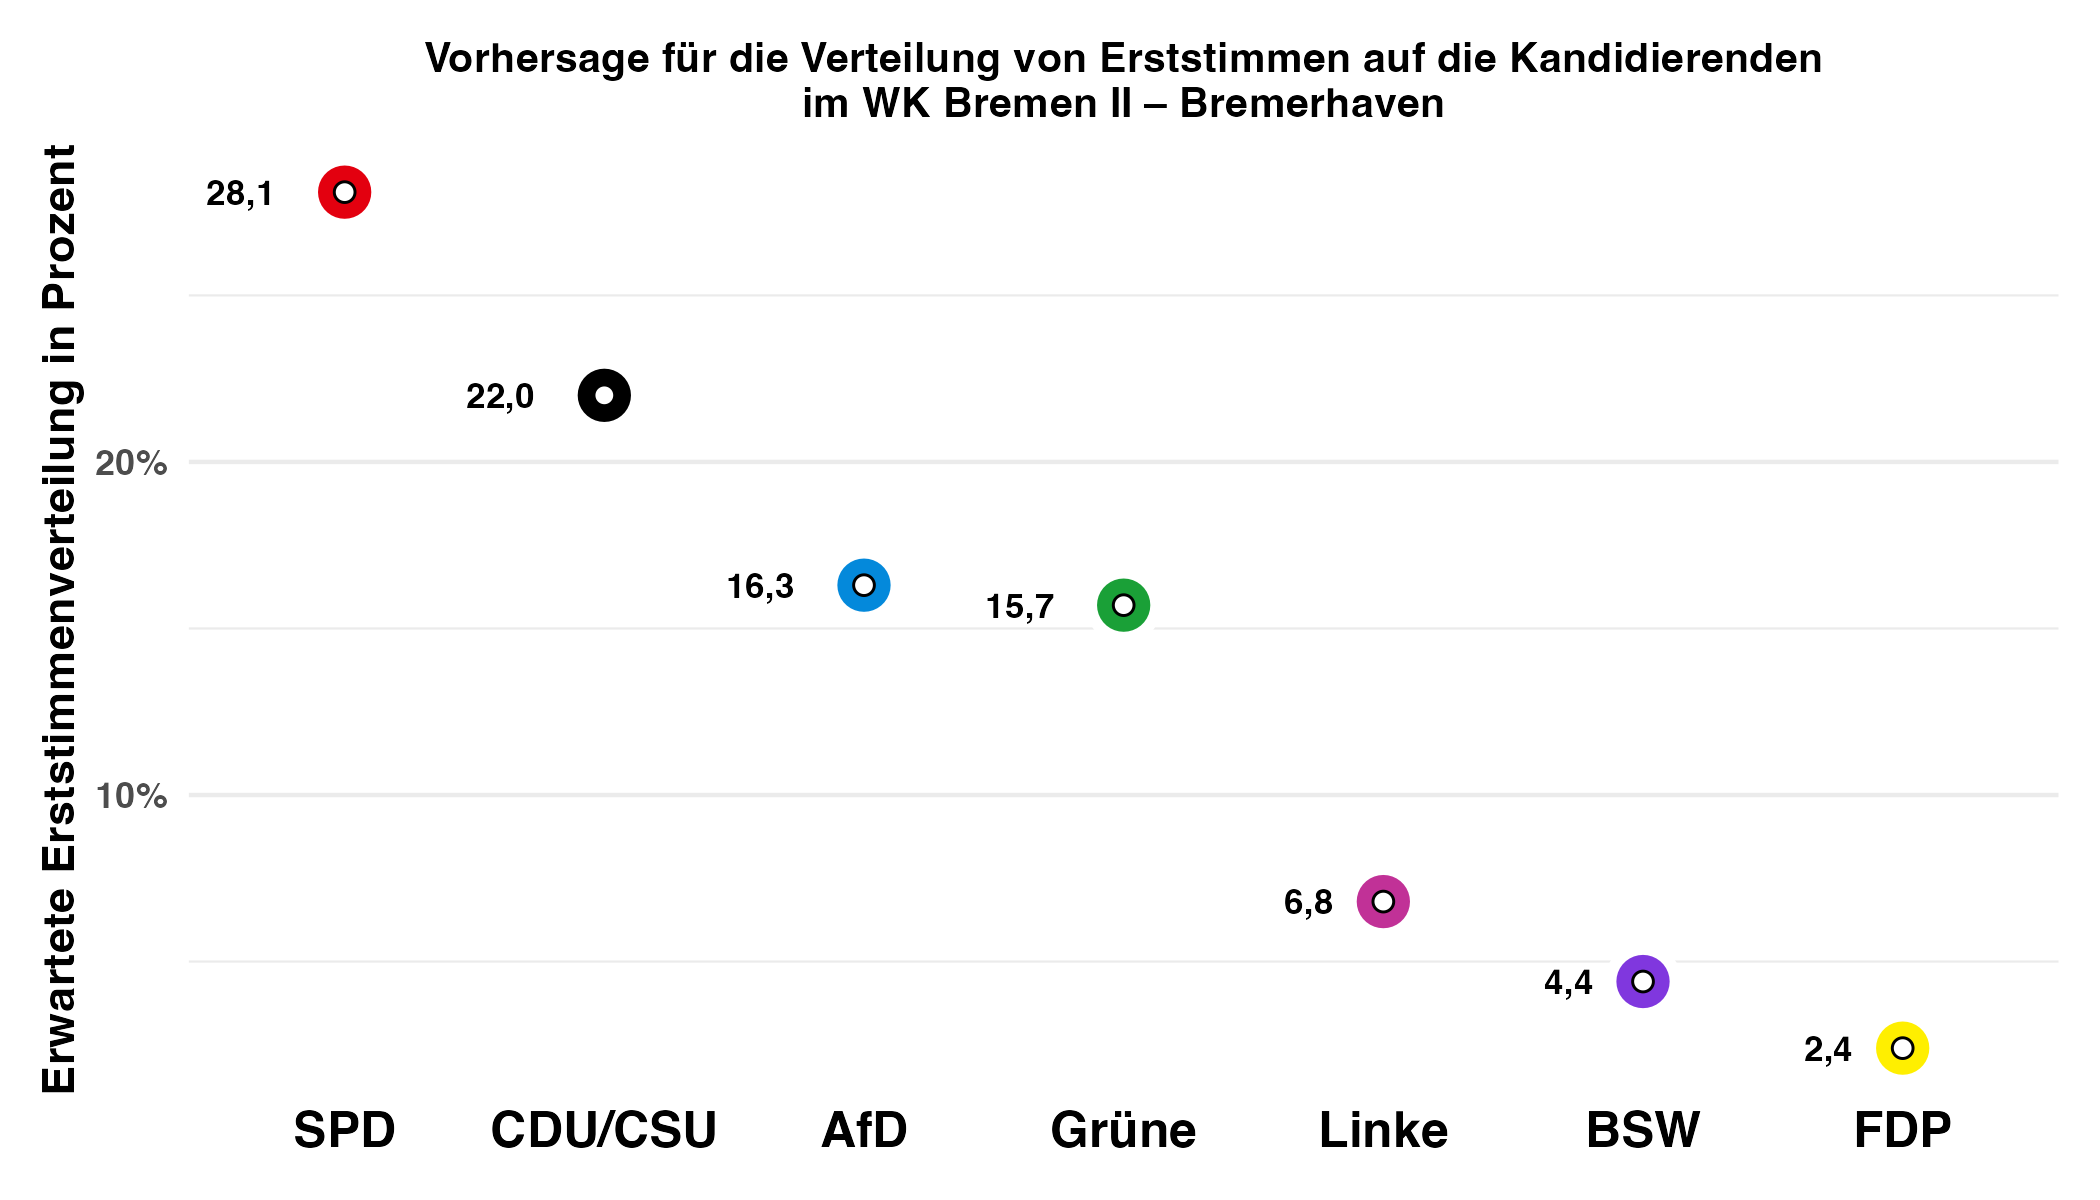 Vorhersage für die Verteilung von Erststimmen auf die Kandidierenden
im WK Bremen II – Bremerhaven
Erwartete Erststimmenverteilung in Prozent
28,1
22,0
20%
16,3
15,7
10%
6,8
4,4
2,4
SPD
CDU/CSU
AfD
Grüne
Linke
BSW
FDP